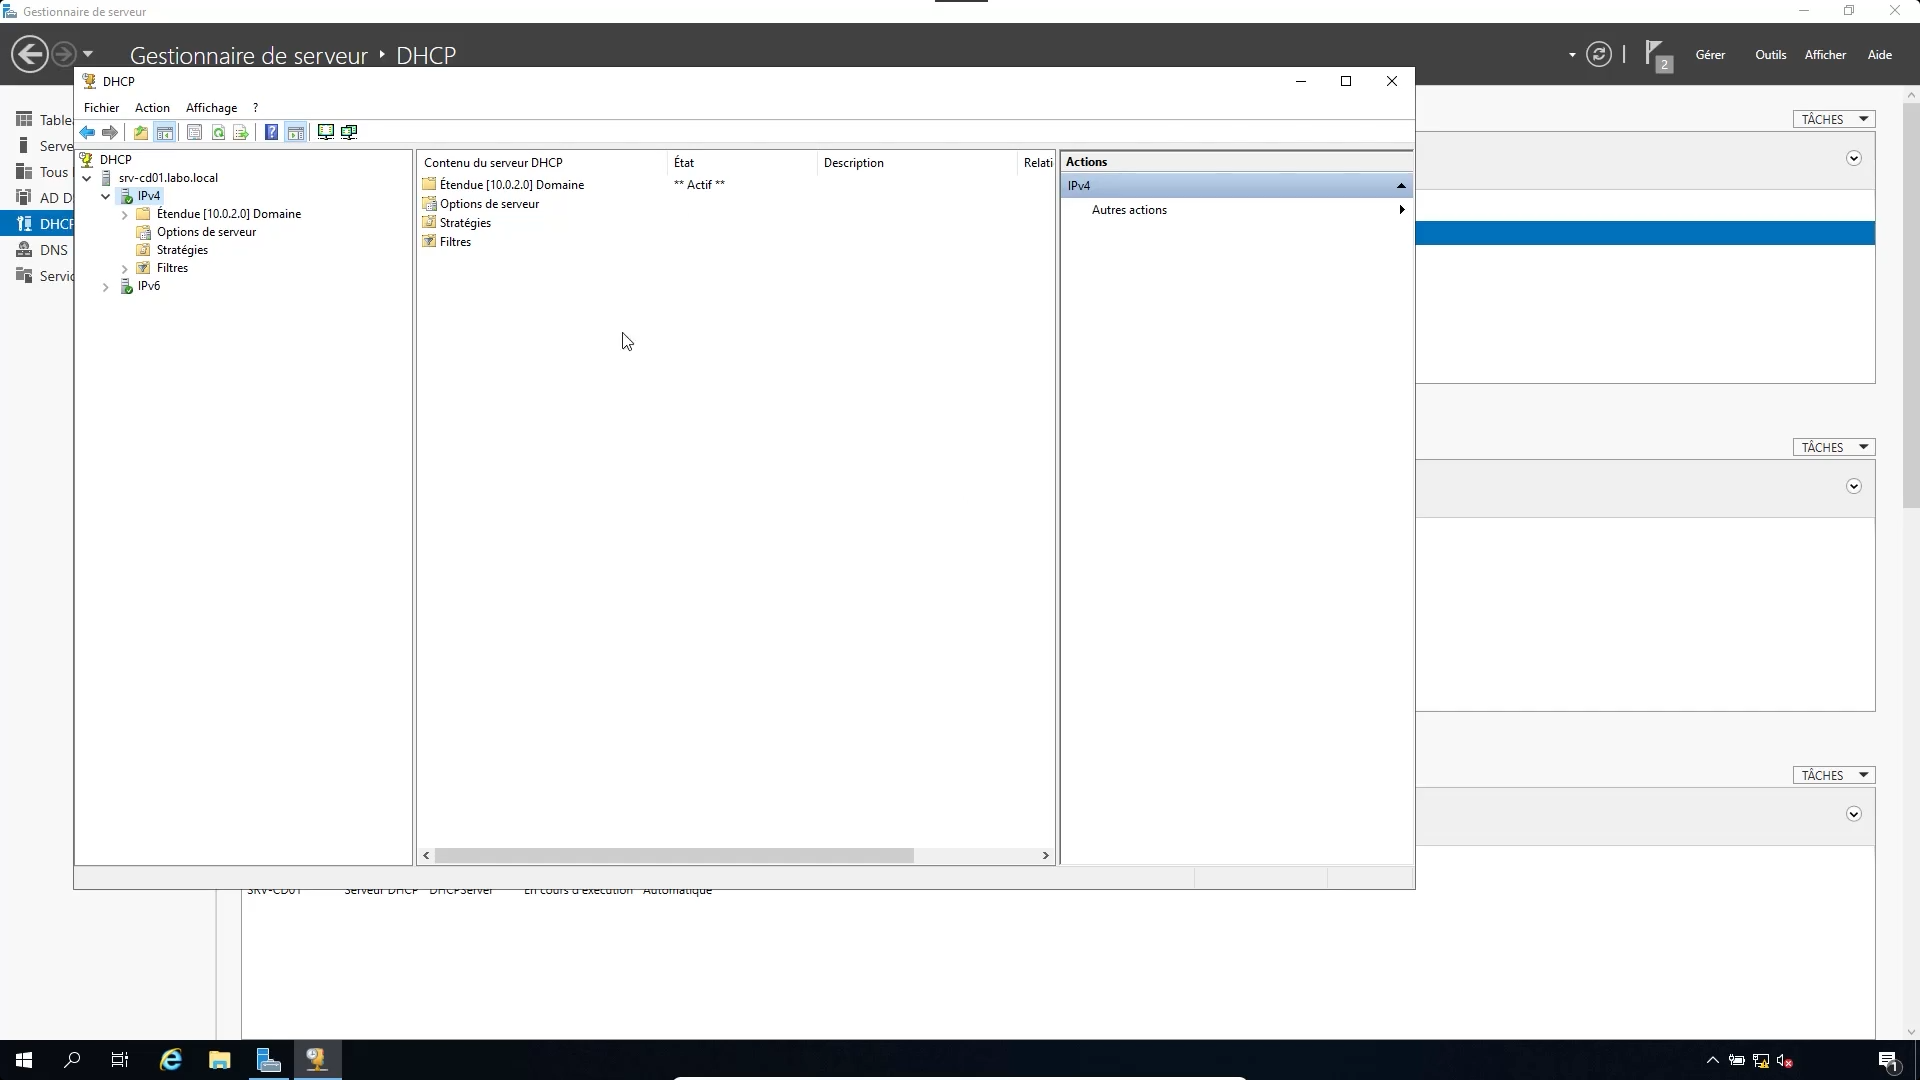 Gestionnaire de serveur
Gestionnaire de serveur ‣ DHCP
2
Gérer
Outils
Afficher
Aide
DHCP
Fichier
Action
Affichage
?
Table
Serve
Tous
AD D
DHCP
DNS
Servic
DHCP
srv-cd01.labo.local
IPv4
Étendue [10.0.2.0] Domaine
Options de serveur
Stratégies
Filtres
IPv6
Contenu du serveur DHCP État Description Relati
Étendue [10.0.2.0] Domaine ** Actif **
Options de serveur
Stratégies
Filtres
Actions
IPv4
Autres actions
TÂCHES
TÂCHES
TÂCHES
SRV-CD01 Serveur DHCP DHCPServer En cours d'exécution Automatique
1